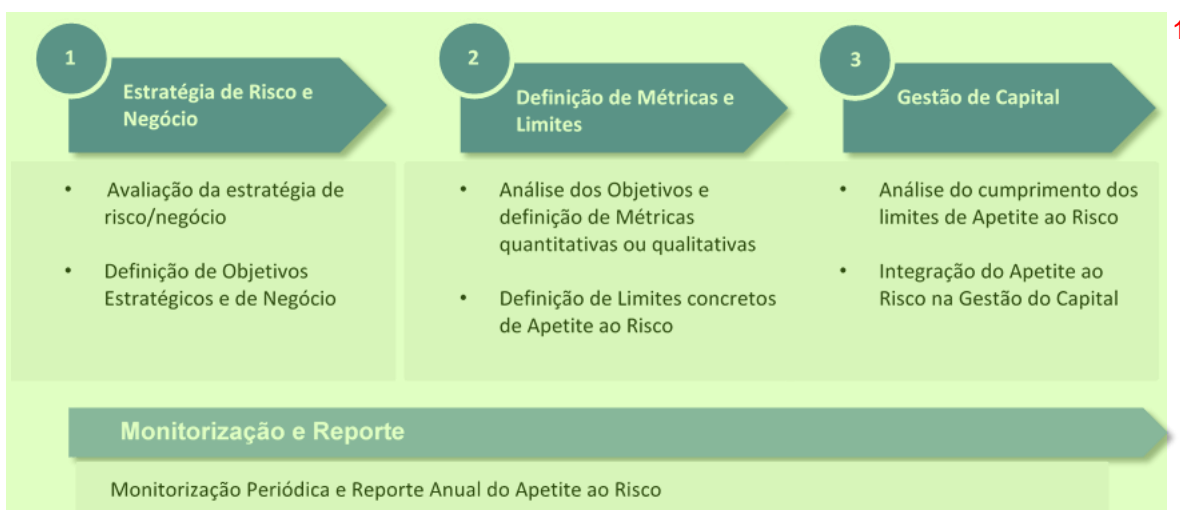 1
Estratégia de Risco e
Negócio
• Avaliação da estratégia de
risco/negócio
• Definição de Objetivos
Estratégicos e de Negócio
2
Definição de Métricas e
Limites
• Análise dos Objetivos e
definição de Métricas
quantitativas ou qualitativas
• Definição de Limites concretos
de Apetite ao Risco
3
Gestão de Capital
• Análise do cumprimento dos
limites de Apetite ao Risco
• Integração do Apetite ao
Risco na Gestão do Capital
Monitorização e Reporte
Monitorização Periódica e Reporte Anual do Apetite ao Risco